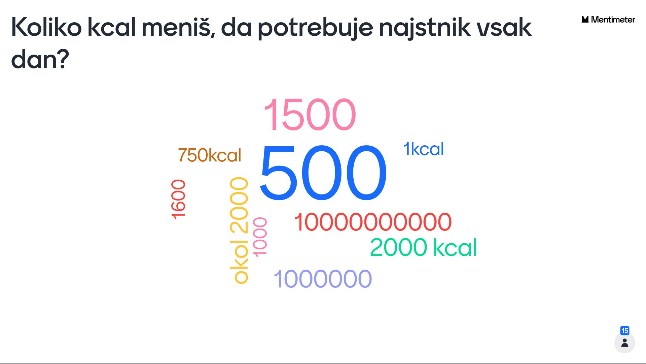 Koliko kcal meniš, da potrebuje najstnik vsak
dan?
Mentimeter
1500
750kcal
1kcal
500
1600
okol 2000
1000
10000000000
2000 kcal
1000000
15